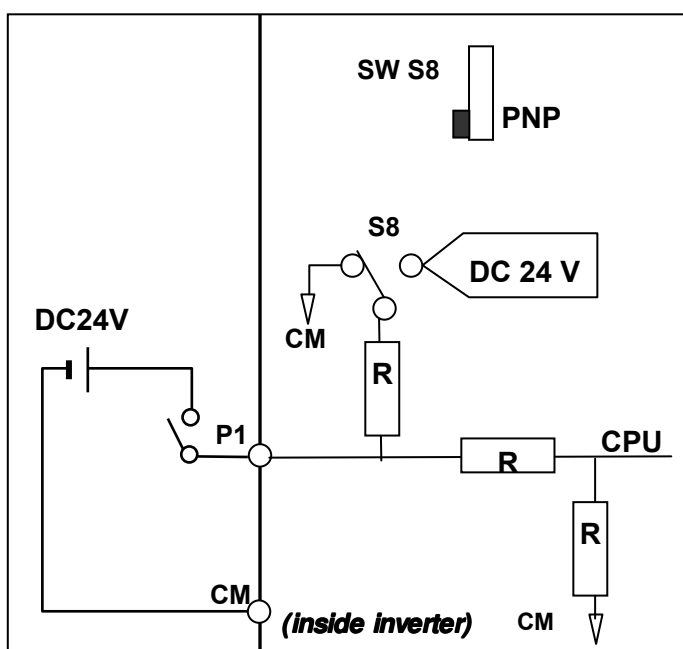 SW S8
PNP
S8
DC 24 V
CM
DC24V
R
P1
R
CPU
R
CM
(inside inverter)
CM